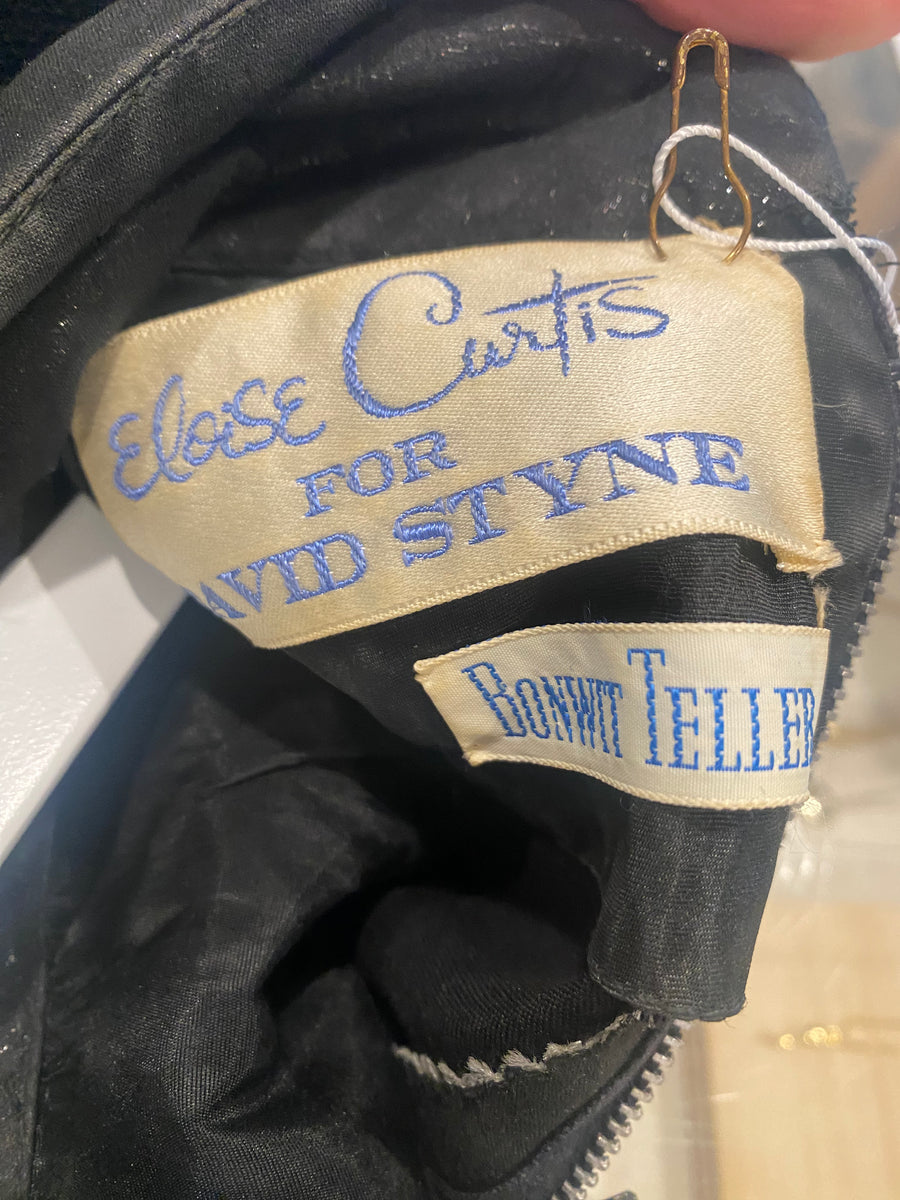 Eloise Curtis
FOR
AVID STYNE
BONWIT TELLER